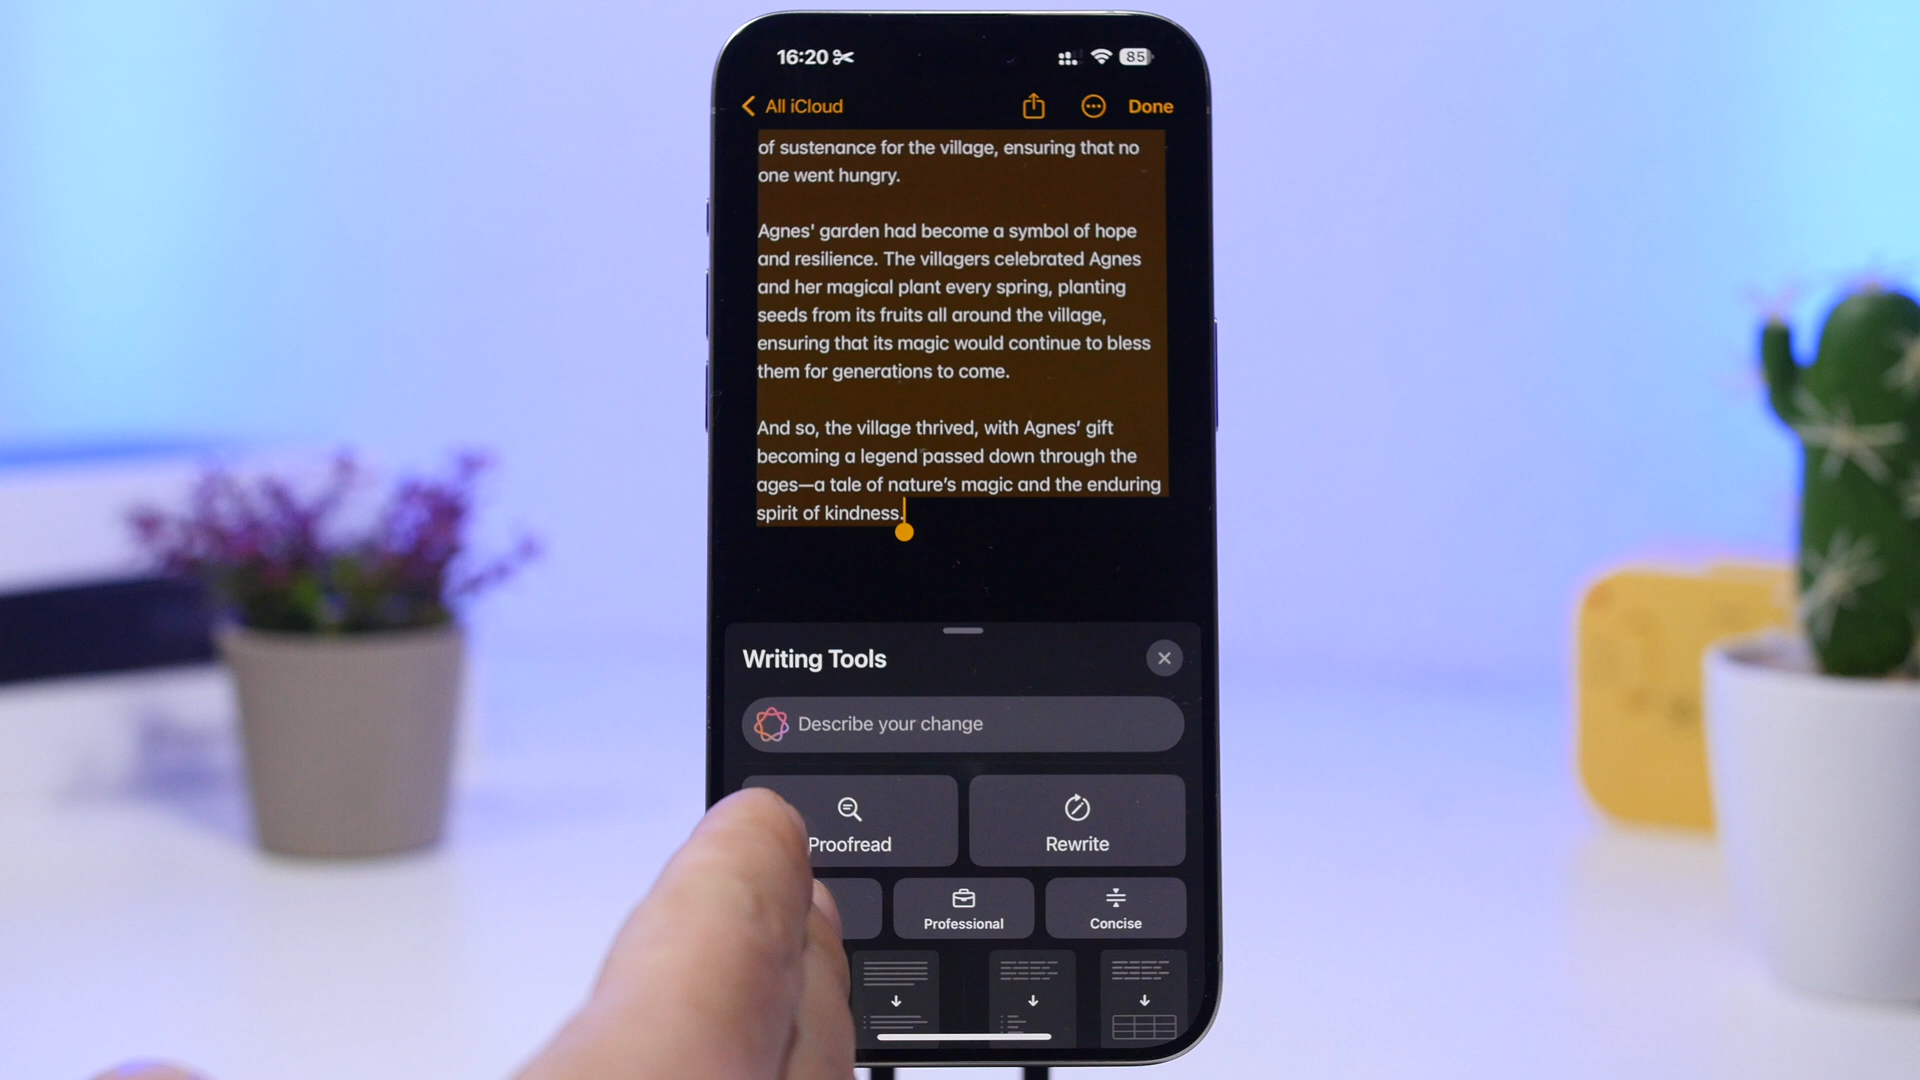 16:20
85
All iCloud
Done
of sustenance for the village, ensuring that no
one went hungry.
Agnes' garden had become a symbol of hope
and resilience. The villagers celebrated Agnes
and her magical plant every spring, planting
seeds from its fruits all around the village,
ensuring that its magic would continue to bless
them for generations to come.
And so, the village thrived, with Agnes’ gift
becoming a legend passed down through the
ages—a tale of nature’s magic and the enduring
spirit of kindness.
Writing Tools
Describe your change
Proofread
Rewrite
Professional
Concise